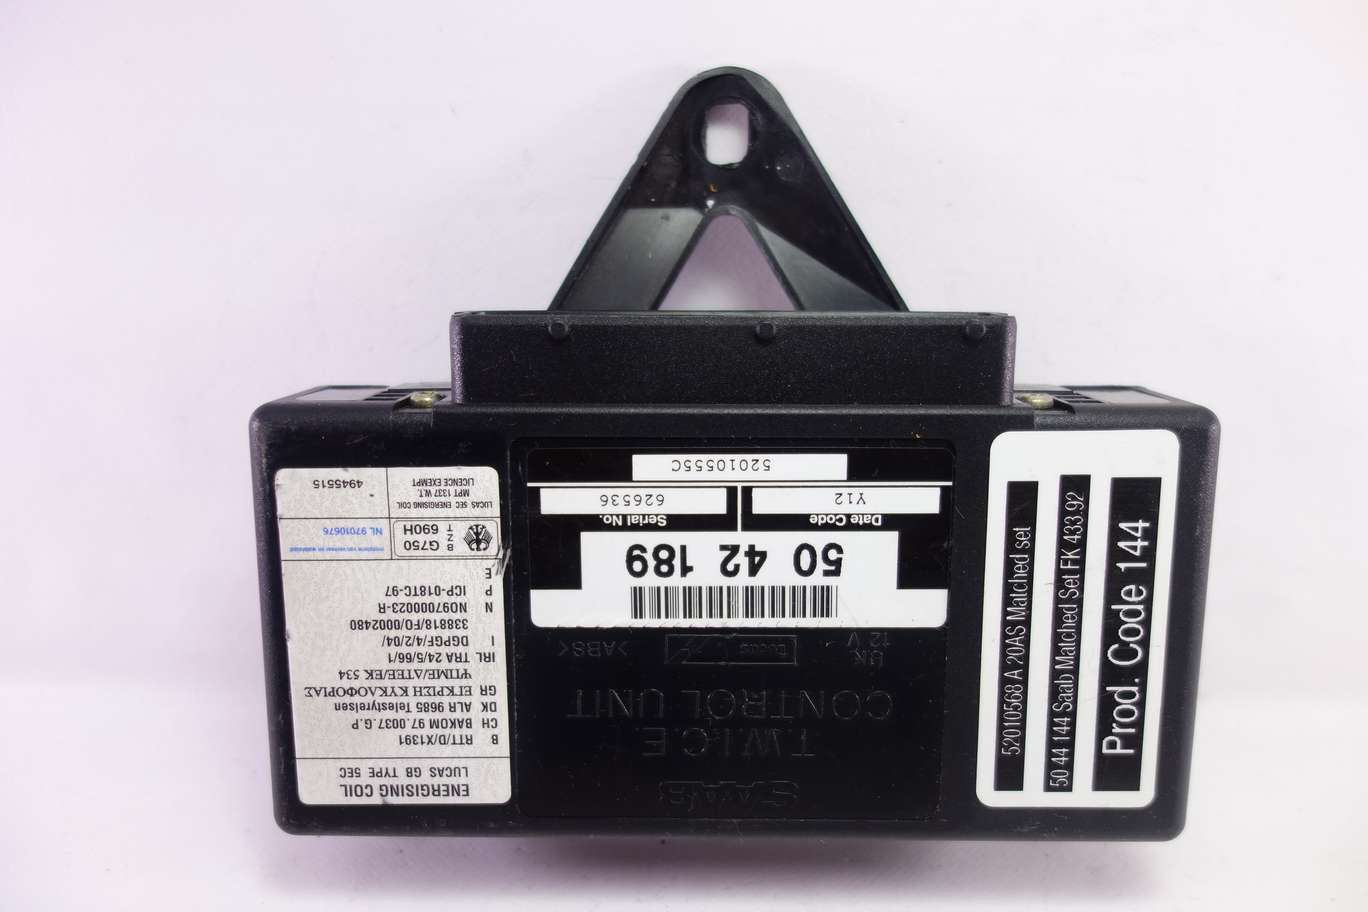 SAAB
T.W.I.C.E
CONTROL UNIT
UK
12 V
Lucas
>ABS<
50 42 189
Date Code
Serial No.
Y12
626536
52010555C
ENERGISING COIL
LUCAS GB TYPE 5EC
B RTT/D/X1391
CH BAKOM 97.0037.G.P
DK ALR 9685 Telestyrelsen
GR ΕΓΚΡΙΣΗ ΚΥΚΛΟΦΟΡΙΑΣ
ΨΠΜΕ/ΔΤΕΕ/ΕΚ 534
IRL TRA 24/5/66/1
I DGPGF/4/2/04/
338818/FO/0002480
N NO97000023-R
P ICP-018TC-97
E
G750
690H
B Z T
NL 97010676
LUCAS 5EC ENERGISING COIL
MPT 1337 W.T.
LICENCE EXEMPT
4945515
52010568 A 20AS Matched set
50 44 144 Saab Matched Set FK 433.92
Prod. Code 144